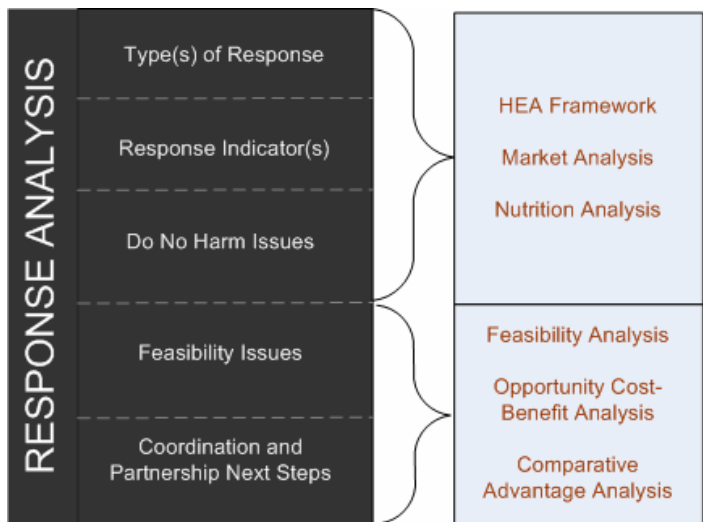 RESPONSE ANALYSIS
Type(s) of Response
Response Indicator(s)
Do No Harm Issues
Feasibility Issues
Coordination and
Partnership Next Steps
HEA Framework
Market Analysis
Nutrition Analysis
Feasibility Analysis
Opportunity Cost-
Benefit Analysis
Comparative
Advantage Analysis